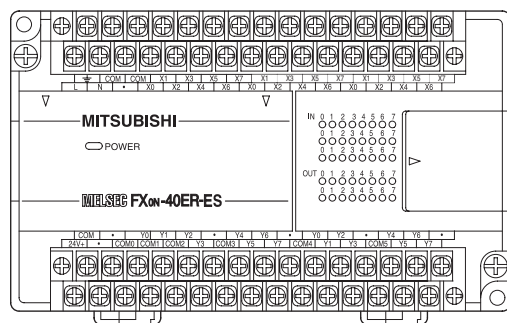 ⏚ COM COM X1 X3 X5 X7 X1 X3 X5 X7 X1 X3 X5 X7
L N • X0 X2 X4 X6 X0 X2 X4 X6 X0 X2 X4 X6
MITSUBISHI
POWER
IN 0 1 2 3 4 5 6 7
0 1 2 3 4 5 6 7
0 1 2 3 4 5 6 7
OUT 0 1 2 3 4 5 6 7
0 1 2 3 4 5 6 7
MELSEC FX0N-40ER-ES
COM • Y0 Y1 Y2 • Y4 Y6 • Y0 Y2 • Y4 Y6
24V+ • COM0 COM1 COM2 Y3 COM3 Y5 Y7 COM4 Y1 Y3 COM5 Y5 Y7